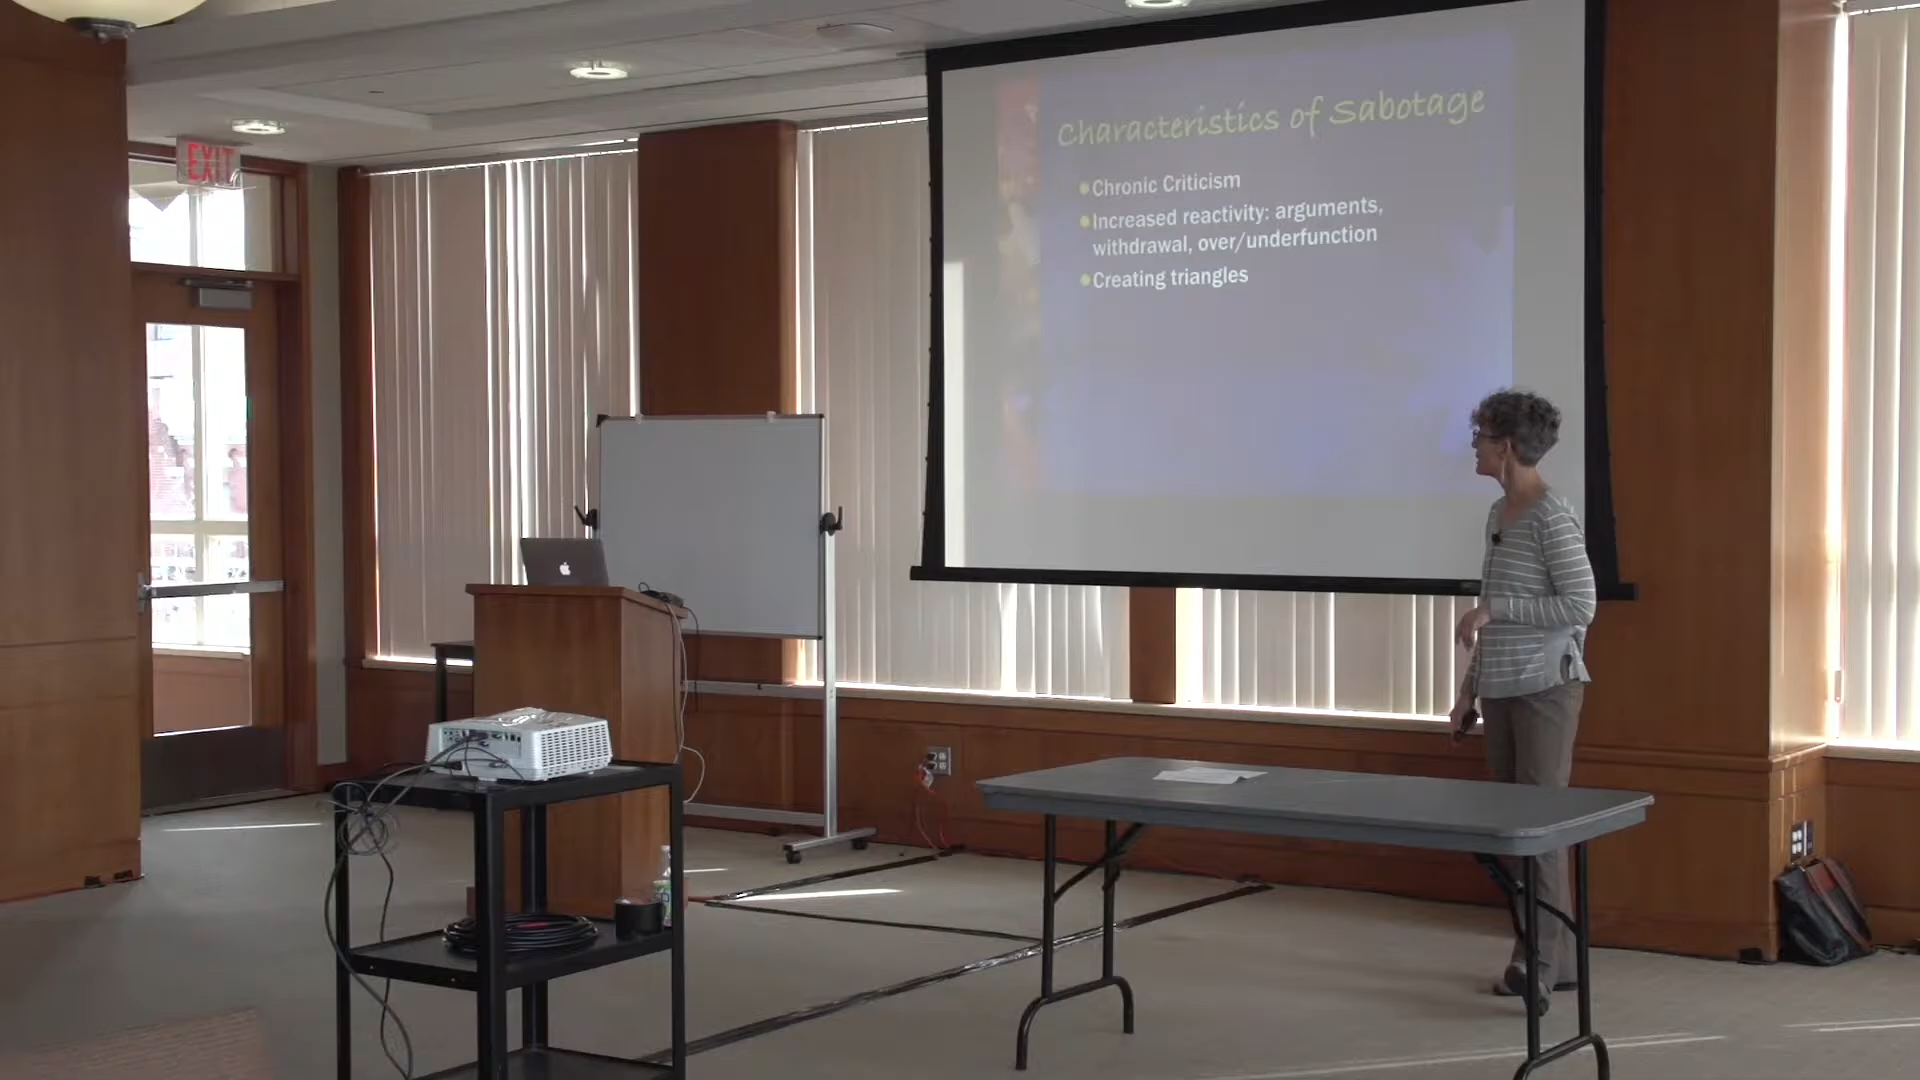 EXIT
Characteristics of Sabotage
Chronic Criticism
Increased reactivity: arguments,
withdrawal, over/underfunction
Creating triangles